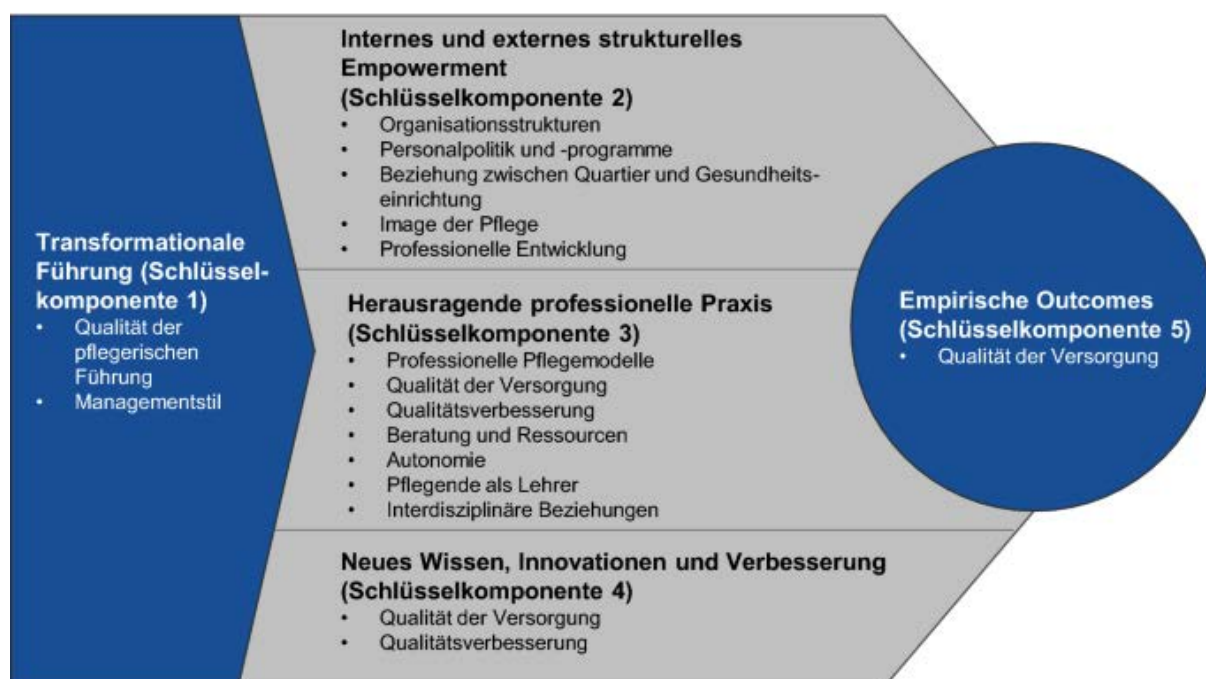 Transformationale
Führung (Schlüssel-
komponente 1)
• Qualität der
pflegerischen
Führung
• Managementstil
Internes und externes strukturelles
Empowerment
(Schlüsselkomponente 2)
• Organisationsstrukturen
• Personalpolitik und -programme
• Beziehung zwischen Quartier und Gesundheits-
einrichtung
• Image der Pflege
• Professionelle Entwicklung
Herausragende professionelle Praxis
(Schlüsselkomponente 3)
• Professionelle Pflegemodelle
• Qualität der Versorgung
• Qualitätsverbesserung
• Beratung und Ressourcen
• Autonomie
• Pflegende als Lehrer
• Interdisziplinäre Beziehungen
Neues Wissen, Innovationen und Verbesserung
(Schlüsselkomponente 4)
• Qualität der Versorgung
• Qualitätsverbesserung
Empirische Outcomes
(Schlüsselkomponente 5)
• Qualität der Versorgung